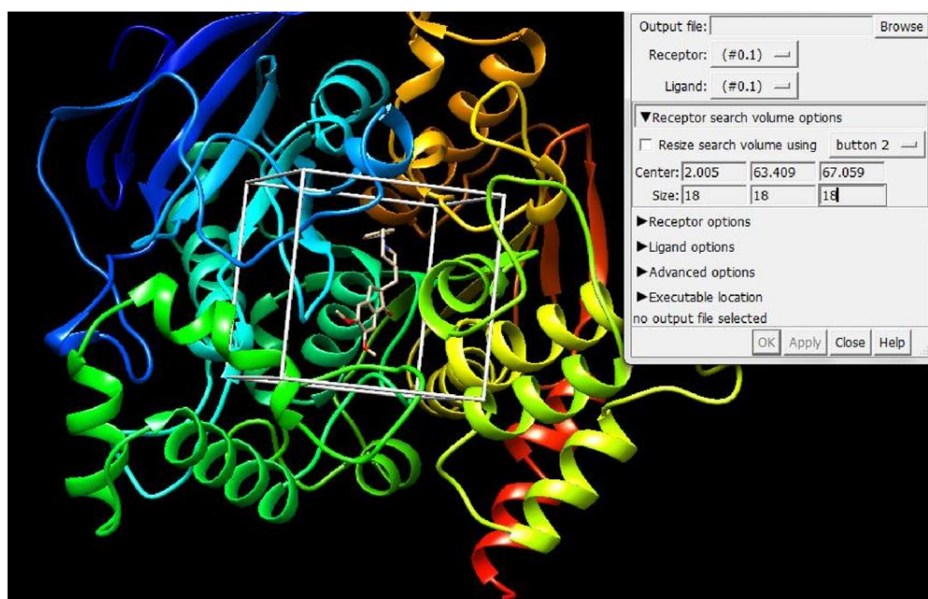 Output file: Browse
Receptor: (#0.1)
Ligand: (#0.1)
▼Receptor search volume options
Resize search volume using button 2
Center: 2.005 63.409 67.059
Size: 18 18 18
▶Receptor options
▶Ligand options
▶Advanced options
▶Executable location
no output file selected
OK Apply Close Help